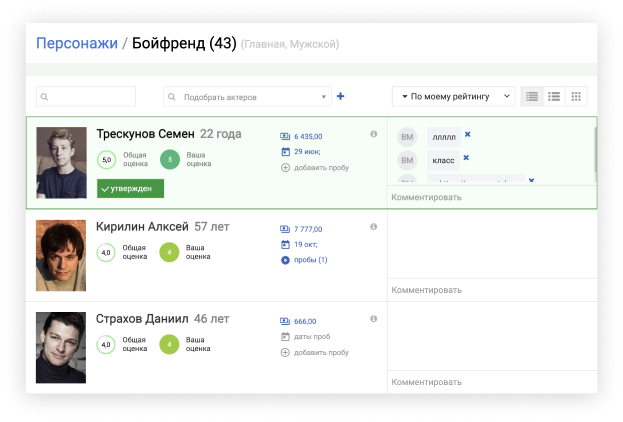 Персонажи / Бойфренд (43) (Главная, Мужской)
Подобрать актеров
По моему рейтингу
Трескунов Семен 22 года
5,0 Общая оценка
5 Ваша оценка
утвержден
6 435,00
29 июн;
добавить пробу
ВМ ллллл
ВМ класс
Комментировать
Кирилин Алксей 57 лет
4,0 Общая оценка
4 Ваша оценка
7 777,00
19 окт;
пробы (1)
Комментировать
Страхов Даниил 46 лет
4,0 Общая оценка
4 Ваша оценка
666,00
даты проб
добавить пробу
Комментировать